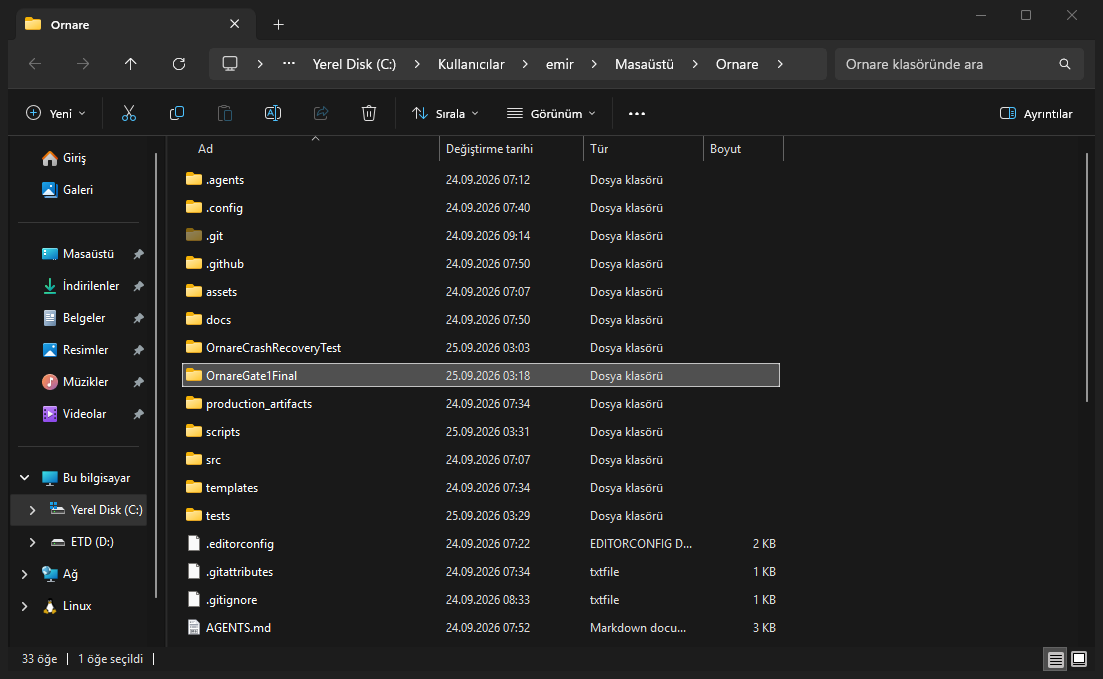 Ornare
Yerel Disk (C:) Kullanıcılar emir Masaüstü Ornare
Ornare klasöründe ara
Yeni Sırala Görünüm Ayrıntılar
Giriş
Galeri
Masaüstü
İndirilenler
Belgeler
Resimler
Müzikler
Videolar
Bu bilgisayar
Yerel Disk (C:)
ETD (D:)
Ağ
Linux
Ad Değiştirme tarihi Tür Boyut
.agents 24.09.2026 07:12 Dosya klasörü
.config 24.09.2026 07:40 Dosya klasörü
.git 24.09.2026 09:14 Dosya klasörü
.github 24.09.2026 07:50 Dosya klasörü
assets 24.09.2026 07:07 Dosya klasörü
docs 24.09.2026 07:50 Dosya klasörü
OrnareCrashRecoveryTest 25.09.2026 03:03 Dosya klasörü
OrnareGate1Final 25.09.2026 03:18 Dosya klasörü
production_artifacts 24.09.2026 07:34 Dosya klasörü
scripts 25.09.2026 03:31 Dosya klasörü
src 24.09.2026 07:07 Dosya klasörü
templates 24.09.2026 07:34 Dosya klasörü
tests 25.09.2026 03:29 Dosya klasörü
.editorconfig 24.09.2026 07:22 EDITORCONFIG D... 2 KB
.gitattributes 24.09.2026 07:34 txtfile 1 KB
.gitignore 24.09.2026 08:33 txtfile 1 KB
AGENTS.md 24.09.2026 07:52 Markdown docu... 3 KB
33 öğe 1 öğe seçildi